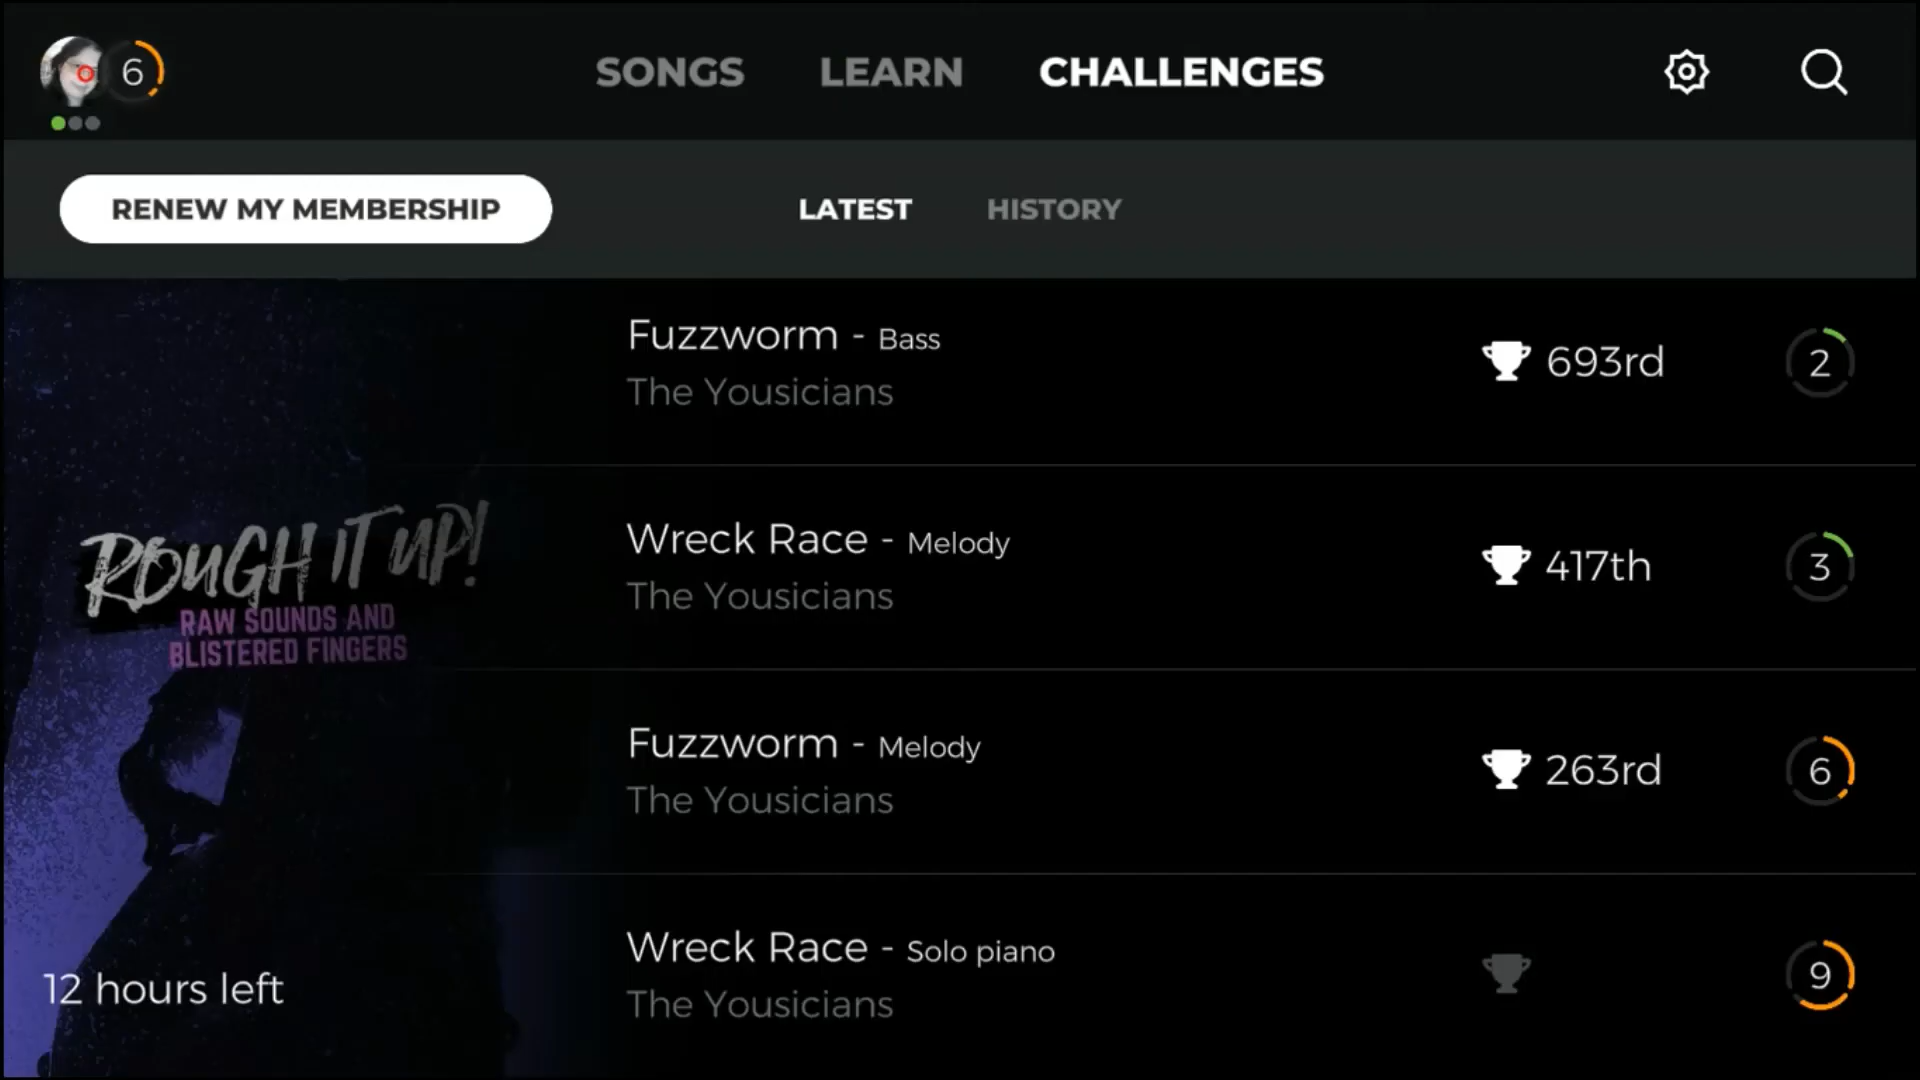 6
SONGS LEARN CHALLENGES
RENEW MY MEMBERSHIP
LATEST HISTORY
Fuzzworm - Bass
The Yousicians
693rd
2
ROUGH IT UP!
RAW SOUNDS AND
BLISTERED FINGERS
Wreck Race - Melody
The Yousicians
417th
3
Fuzzworm - Melody
The Yousicians
263rd
6
12 hours left
Wreck Race - Solo piano
The Yousicians
9